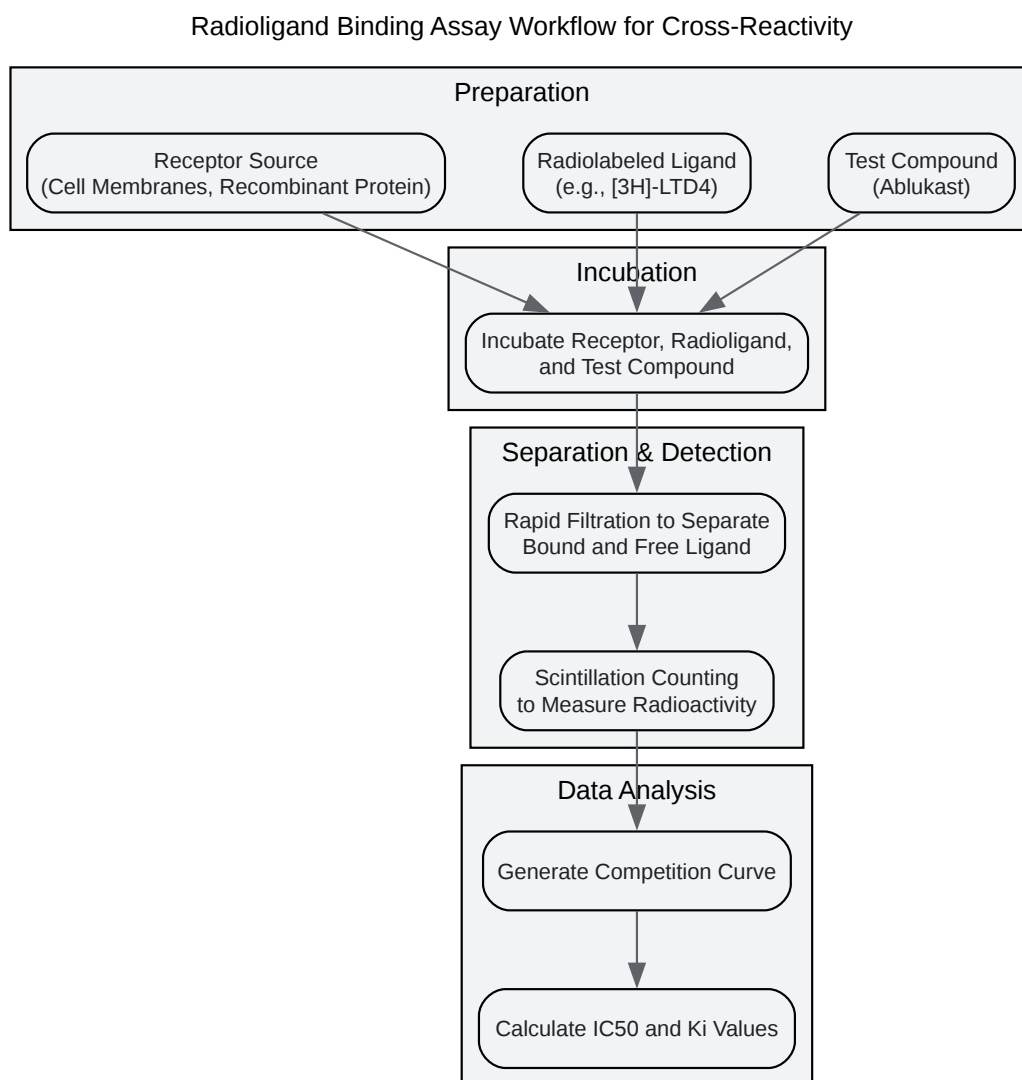 Radioligand Binding Assay Workflow for Cross-Reactivity
Preparation
Receptor Source
(Cell Membranes, Recombinant Protein)
Radiolabeled Ligand
(e.g., [3H]-LTD4)
Test Compound
(Ablukast)
Incubation
Incubate Receptor, Radioligand,
and Test Compound
Separation & Detection
Rapid Filtration to Separate
Bound and Free Ligand
Scintillation Counting
to Measure Radioactivity
Data Analysis
Generate Competition Curve
Calculate IC50 and Ki Values